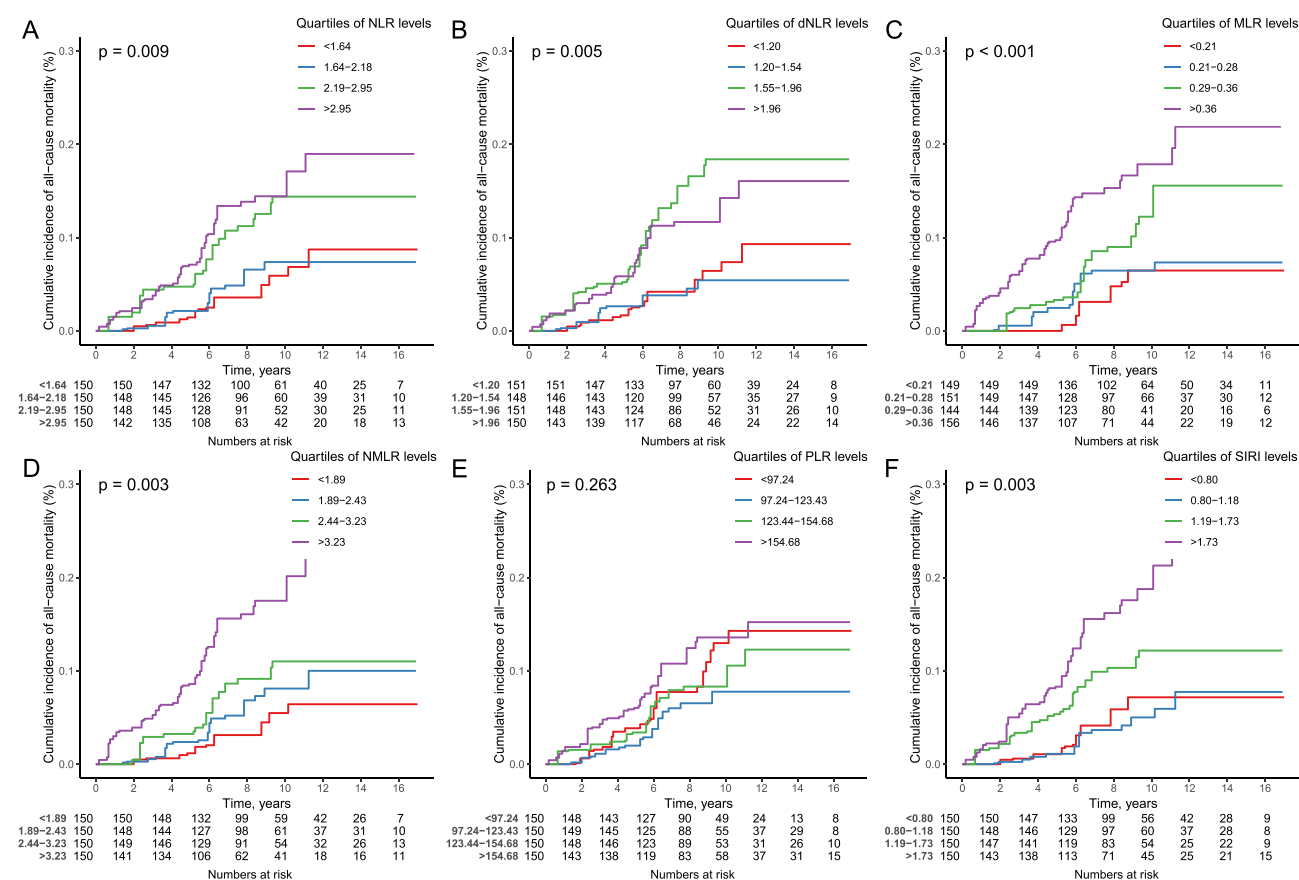 A
Quartiles of NLR levels
<1.64
1.64−2.18
2.19−2.95
>2.95
p = 0.009
Cumulative incidence of all−cause mortality (%)
0.3
0.2
0.1
0.0
0 2 4 6 8 10 12 14 16
Time, years
<1.64 150 150 147 132 100 61 40 25 7
1.64−2.18 150 148 145 126 96 60 39 31 10
2.19−2.95 150 148 145 128 91 52 30 25 11
>2.95 150 142 135 108 63 42 20 18 13
Numbers at risk
B
Quartiles of dNLR levels
<1.20
1.20−1.54
1.55−1.96
>1.96
p = 0.005
Cumulative incidence of all−cause mortality (%)
0.3
0.2
0.1
0.0
0 2 4 6 8 10 12 14 16
Time, years
<1.20 151 151 147 133 97 60 39 24 8
1.20−1.54 148 146 143 120 99 57 35 27 9
1.55−1.96 151 148 143 124 86 52 31 26 10
>1.96 150 143 139 117 68 46 24 22 14
Numbers at risk
C
Quartiles of MLR levels
<0.21
0.21−0.28
0.29−0.36
>0.36
p < 0.001
Cumulative incidence of all−cause mortality (%)
0.3
0.2
0.1
0.0
0 2 4 6 8 10 12 14 16
Time, years
<0.21 149 149 149 136 102 64 50 34 11
0.21−0.28 151 149 147 128 97 66 37 30 12
0.29−0.36 144 144 139 123 80 41 20 16 6
>0.36 156 146 137 107 71 44 22 19 12
Numbers at risk
D
Quartiles of NMLR levels
<1.89
1.89−2.43
2.44−3.23
>3.23
p = 0.003
Cumulative incidence of all−cause mortality (%)
0.3
0.2
0.1
0.0
0 2 4 6 8 10 12 14 16
Time, years
<1.89 150 150 148 132 99 59 42 26 7
1.89−2.43 150 148 144 127 98 61 37 31 10
2.44−3.23 150 149 146 129 91 54 32 26 13
>3.23 150 141 134 106 62 41 18 16 11
Numbers at risk
E
Quartiles of PLR levels
<97.24
97.24−123.43
123.44−154.68
>154.68
p = 0.263
Cumulative incidence of all−cause mortality (%)
0.3
0.2
0.1
0.0
0 2 4 6 8 10 12 14 16
Time, years
<97.24 150 148 143 127 90 49 24 13 8
97.24−123.43 150 149 145 125 88 55 37 29 8
123.44−154.68 150 148 146 123 89 53 31 26 10
>154.68 150 143 138 119 83 58 37 31 15
Numbers at risk
F
Quartiles of SIRI levels
<0.80
0.80−1.18
1.19−1.73
>1.73
p = 0.003
Cumulative incidence of all−cause mortality (%)
0.3
0.2
0.1
0.0
0 2 4 6 8 10 12 14 16
Time, years
<0.80 150 150 147 133 99 56 42 28 9
0.80−1.18 150 148 146 129 97 60 37 28 8
1.19−1.73 150 147 141 119 83 54 25 22 9
>1.73 150 143 138 113 71 45 25 21 15
Numbers at risk